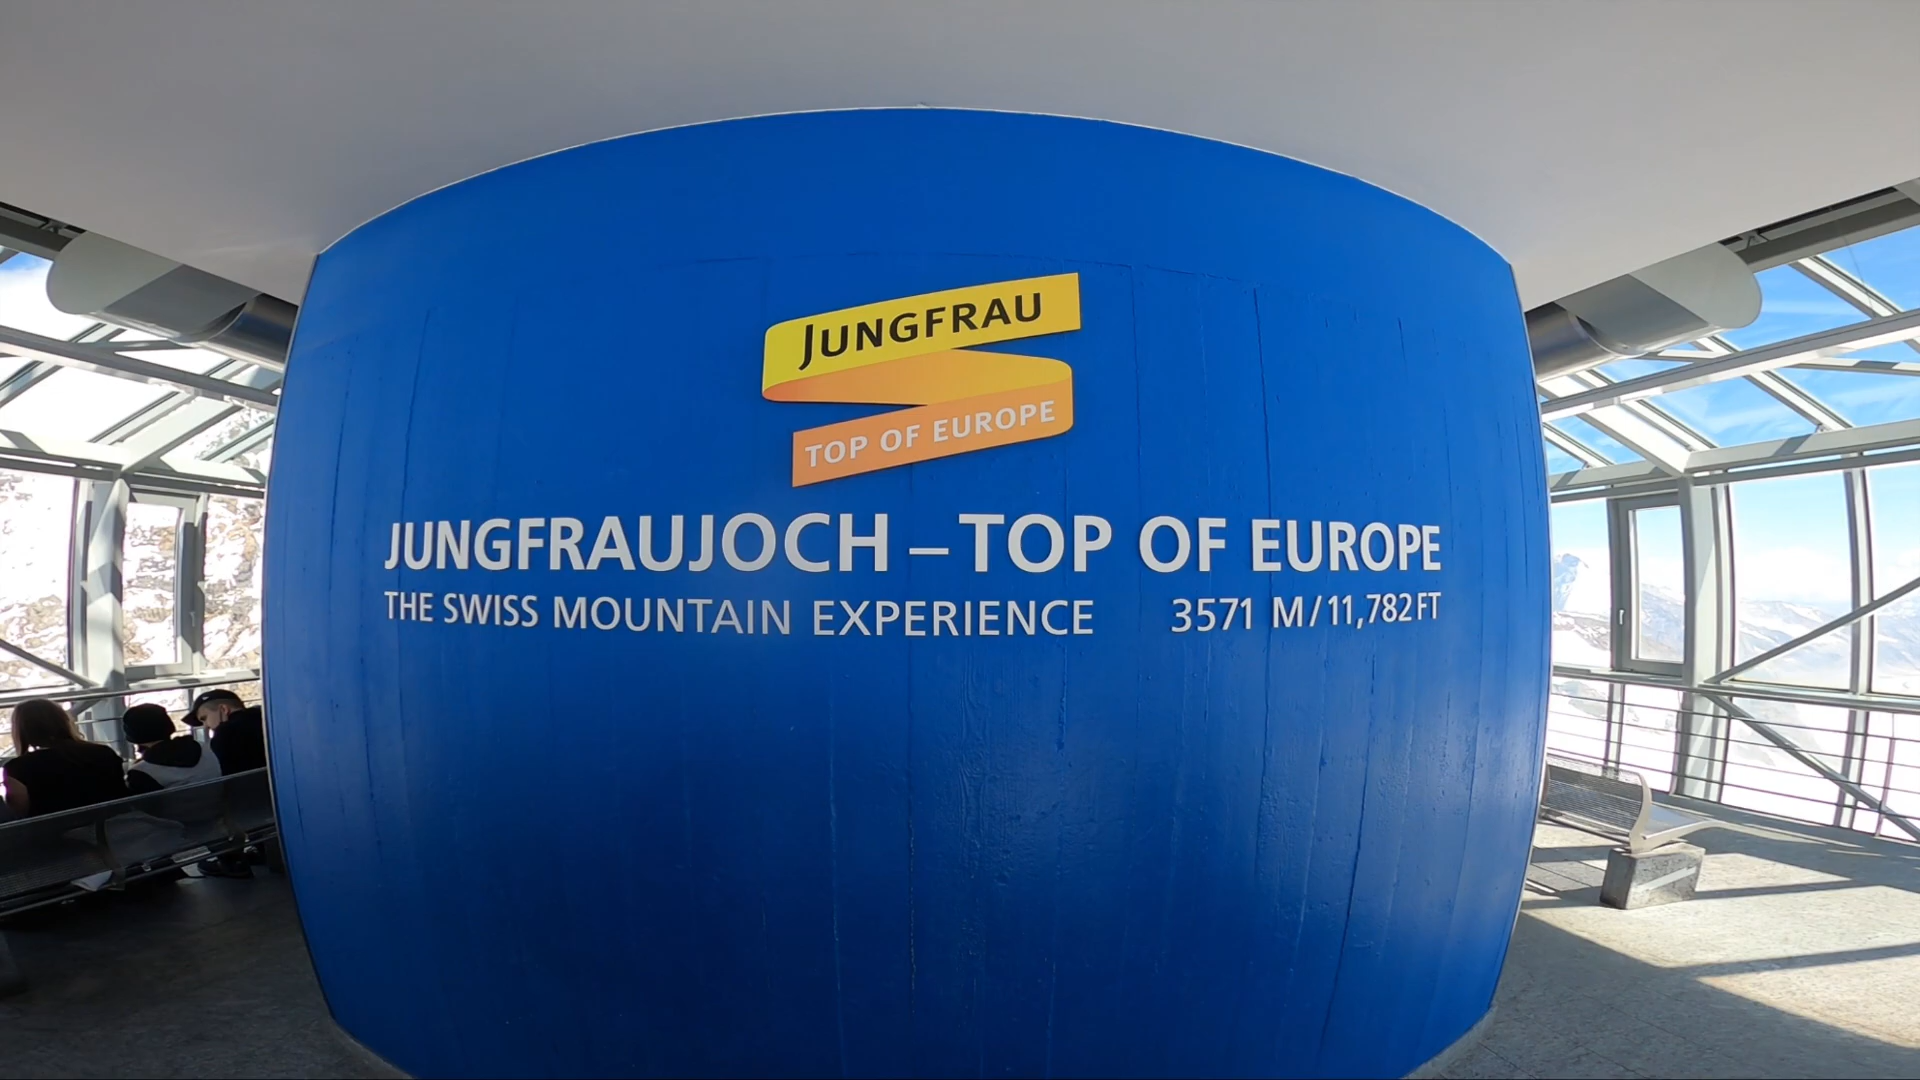 JUNGFRAU
TOP OF EUROPE
JUNGFRAUJOCH – TOP OF EUROPE
THE SWISS MOUNTAIN EXPERIENCE 3571 M/11,782 FT